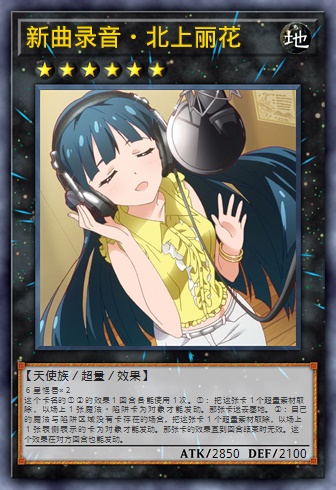 新曲录音・北上丽花
地
【天使族／超量／效果】
6星怪兽×2
这个卡名的①②的效果1回合各能使用1次。①：把这张卡1个超量素材取
除，以场上1张魔法・陷阱卡为对象才能发动。那张卡送去墓地。②：自己
的魔法与陷阱区域没有卡存在的场合，把这张卡1个超量素材取除，以场上
1张表侧表示的卡为对象才能发动。那张卡的效果直到回合结束时无效。这
个效果在对方回合也能发动。
ATK/2850 DEF/2100